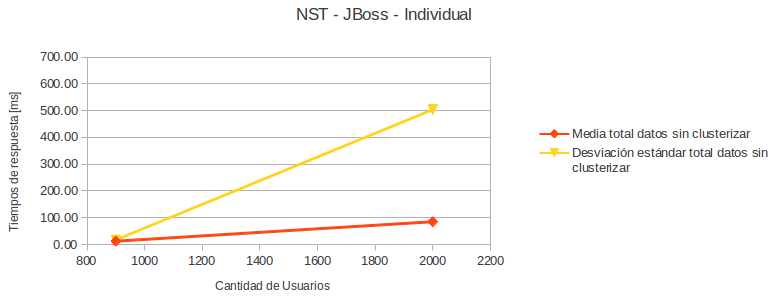 NST - JBoss - Individual
Tiempos de respuesta [ms]
700.00
600.00
500.00
400.00
300.00
200.00
100.00
0.00
800 1000 1200 1400 1600 1800 2000 2200
Cantidad de Usuarios
Media total datos sin clusterizar
Desviación estándar total datos sin
clusterizar